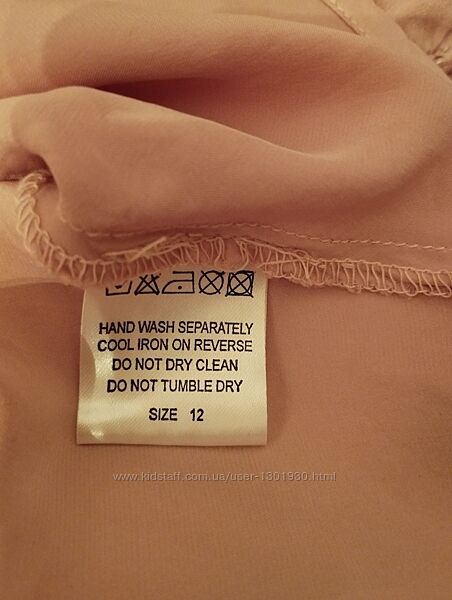 HAND WASH SEPARATELY
COOL IRON ON REVERSE
DO NOT DRY CLEAN
DO NOT TUMBLE DRY
SIZE 12
www.kidstaff.com.ua/user-1301930.html